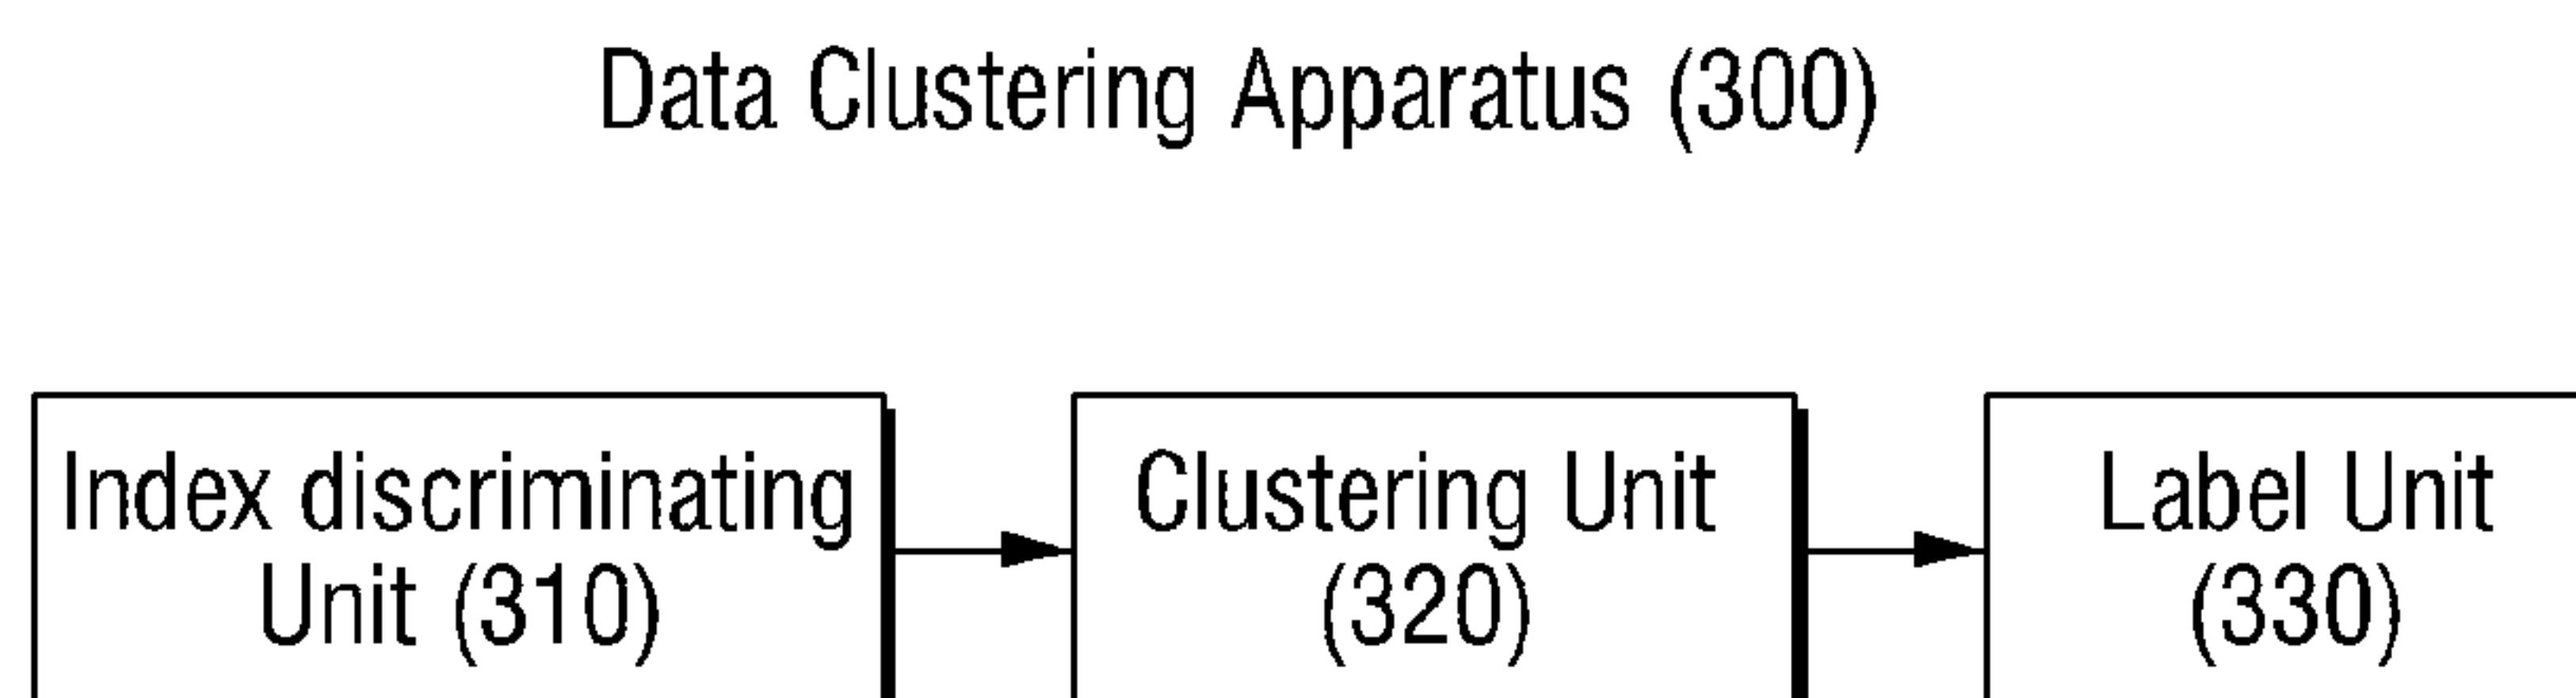 Data Clustering Apparatus (300)
Index discriminating
Unit (310)
Clustering Unit
(320)
Label Unit
(330)